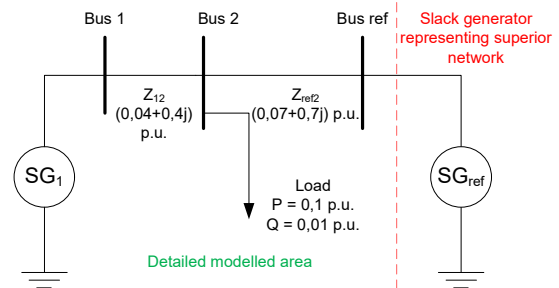 Bus 1
Bus 2
Bus ref
Slack generator
representing superior
network
Z12
(0,04+0,4j)
p.u.
Zref2
(0,07+0,7j) p.u.
SG1
SGref
Load
P = 0,1 p.u.
Q = 0,01 p.u.
Detailed modelled area